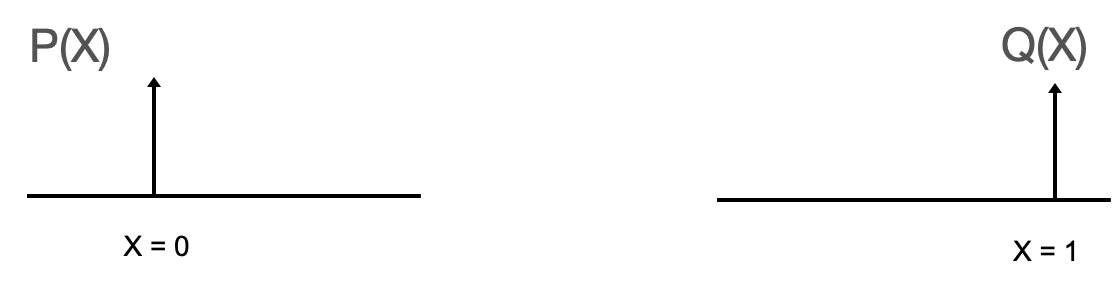 P(X)
Q(X)
X = 0
X = 1